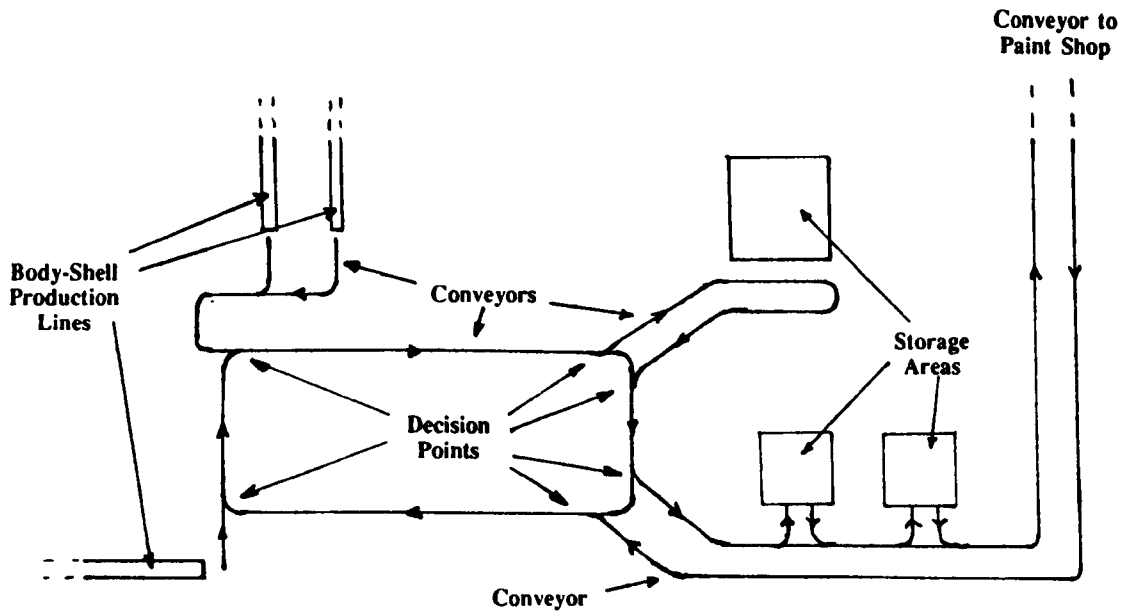 Conveyor to
Paint Shop
Body-Shell
Production
Lines
Conveyors
Storage
Areas
Decision
Points
Conveyor